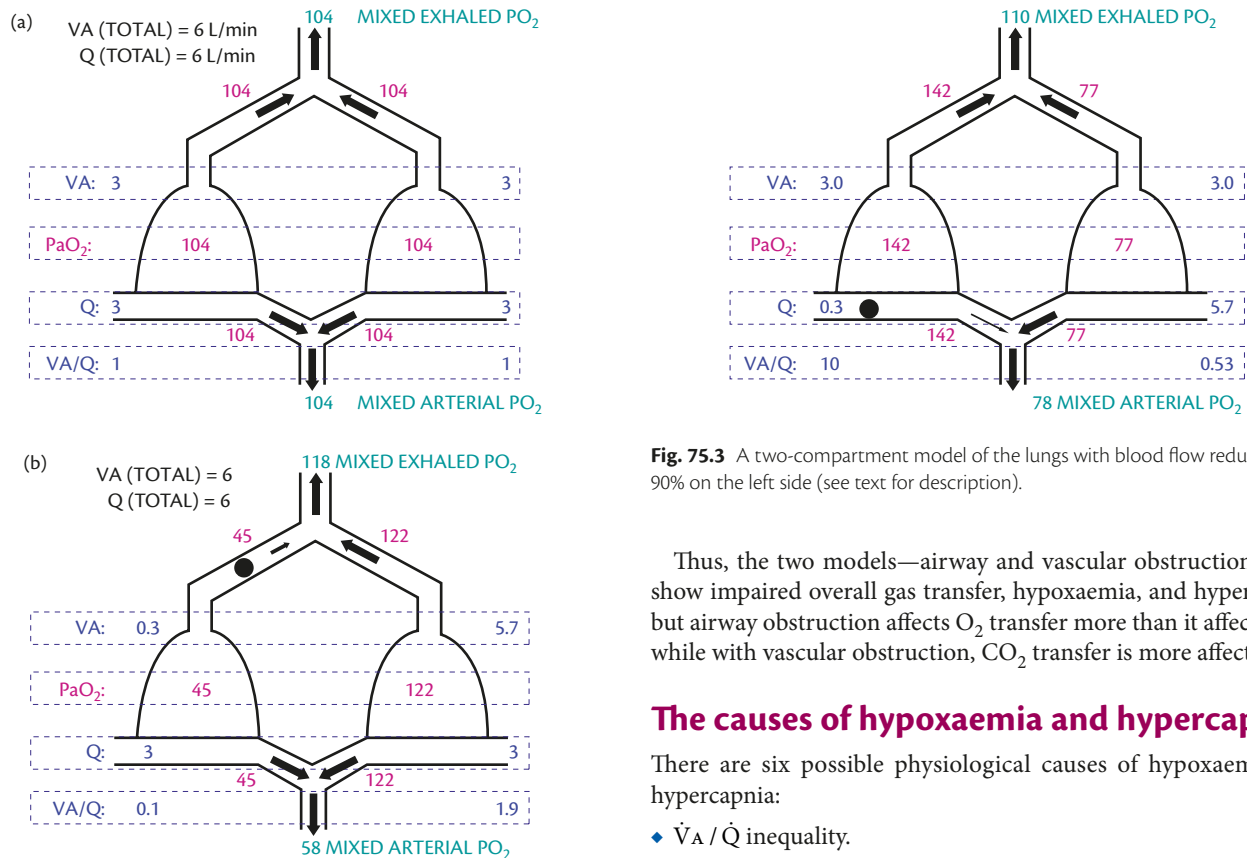 (a)
104 MIXED EXHALED PO₂
VA (TOTAL) = 6 L/min
Q (TOTAL) = 6 L/min
104 104
VA: 3 3
PaO₂: 104 104
Q: 3 3
104 104
VA/Q: 1 1
104 MIXED ARTERIAL PO₂
(b)
118 MIXED EXHALED PO₂
VA (TOTAL) = 6
Q (TOTAL) = 6
45 122
VA: 0.3 5.7
PaO₂: 45 122
Q: 3 3
45 122
VA/Q: 0.1 1.9
58 MIXED ARTERIAL PO₂
110 MIXED EXHALED PO₂
142 77
VA: 3.0 3.0
PaO₂: 142 77
Q: 0.3 5.7
142 77
VA/Q: 10 0.53
78 MIXED ARTERIAL PO₂
Fig. 75.3 A two-compartment model of the lungs with blood flow redu
90% on the left side (see text for description).
Thus, the two models—airway and vascular obstruction
show impaired overall gas transfer, hypoxaemia, and hyper
but airway obstruction affects O₂ transfer more than it affec
while with vascular obstruction, CO₂ transfer is more affect
The causes of hypoxaemia and hypercap
There are six possible physiological causes of hypoxaem
hypercapnia:
◆ V̇A / Q̇ inequality.